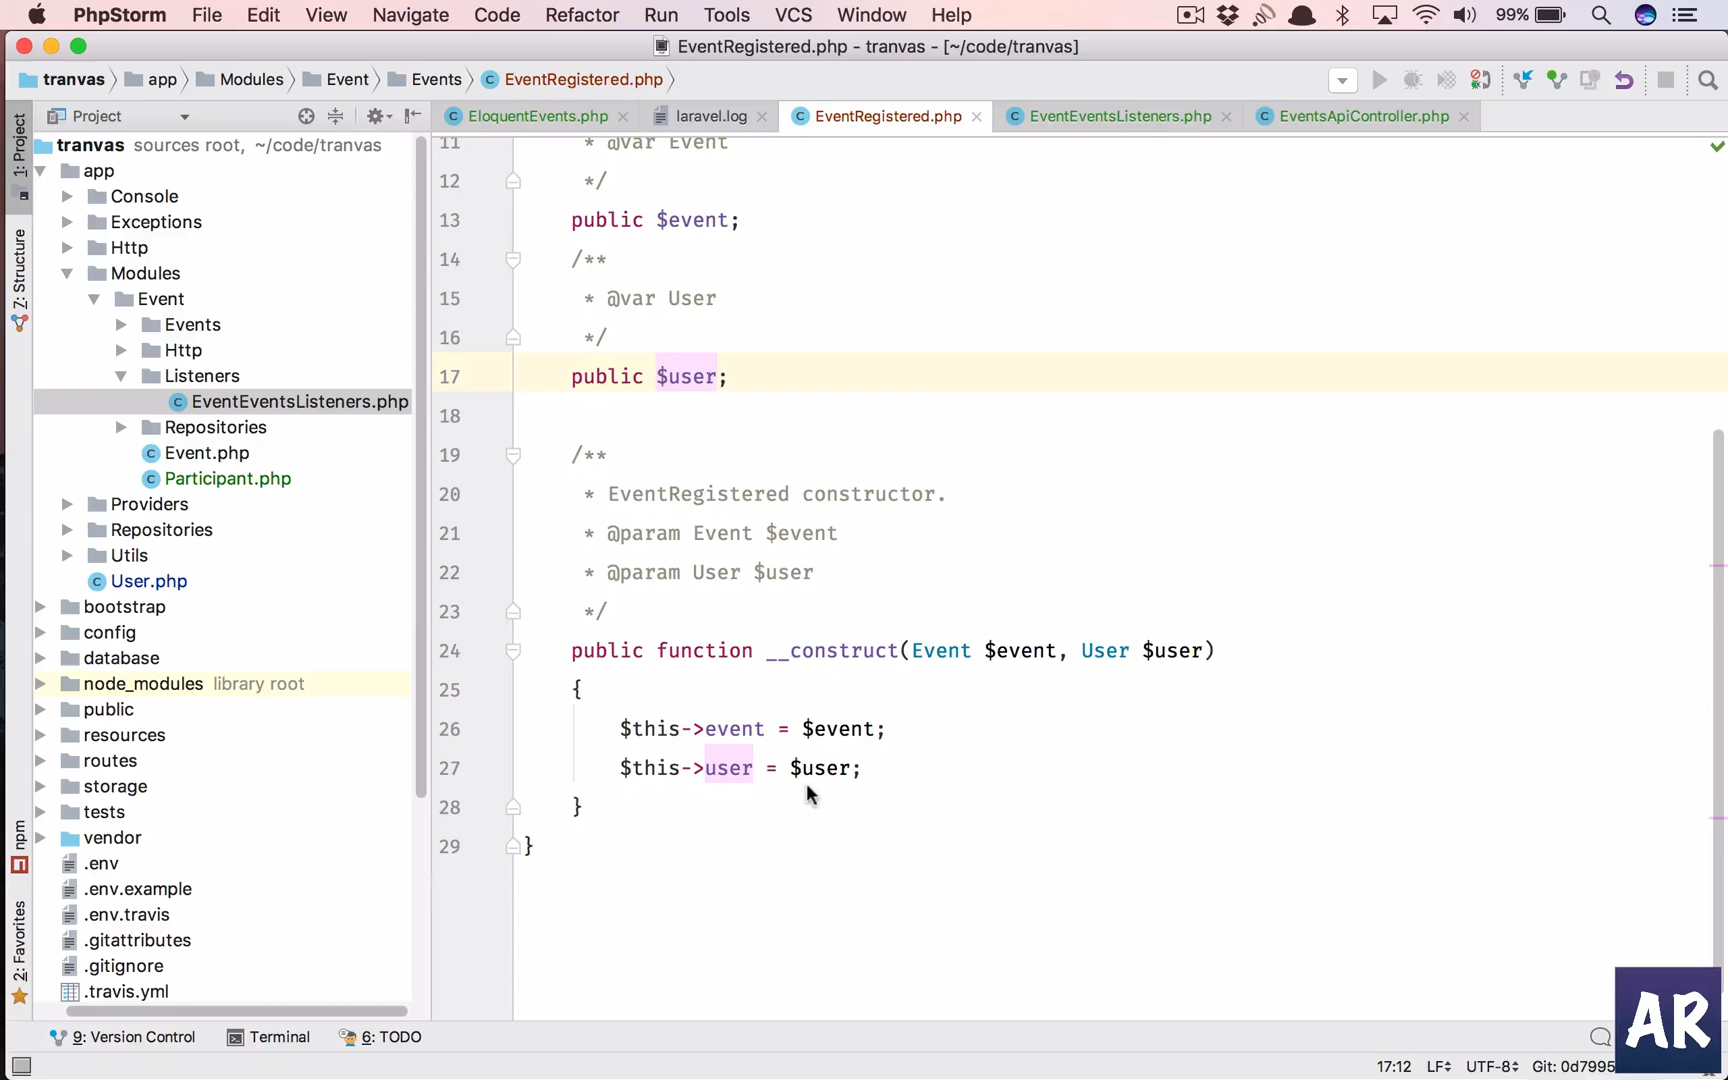 PhpStorm File Edit View Navigate Code Refactor Run Tools VCS Window Help 99%
EventRegistered.php - tranvas - [~/code/tranvas]
tranvas app Modules Event Events EventRegistered.php
Project EloquentEvents.php laravel.log EventRegistered.php EventEventsListeners.php EventsApiController.php
1: Project
7: Structure
npm
2: Favorites
tranvas sources root, ~/code/tranvas
app
Console
Exceptions
Http
Modules
Event
Events
Http
Listeners
EventEventsListeners.php
Repositories
Event.php
Participant.php
Providers
Repositories
Utils
User.php
bootstrap
config
database
node_modules library root
public
resources
routes
storage
tests
vendor
.env
.env.example
.env.travis
.gitattributes
.gitignore
.travis.yml
11 * @var Event
12 */
13 public $event;
14 /**
15 * @var User
16 */
17 public $user;
18
19 /**
20 * EventRegistered constructor.
21 * @param Event $event
22 * @param User $user
23 */
24 public function __construct(Event $event, User $user)
25 {
26 $this->event = $event;
27 $this->user = $user;
28 }
29 }
9: Version Control Terminal 6: TODO
17:12 LF UTF-8 Git: 0d7995
AR